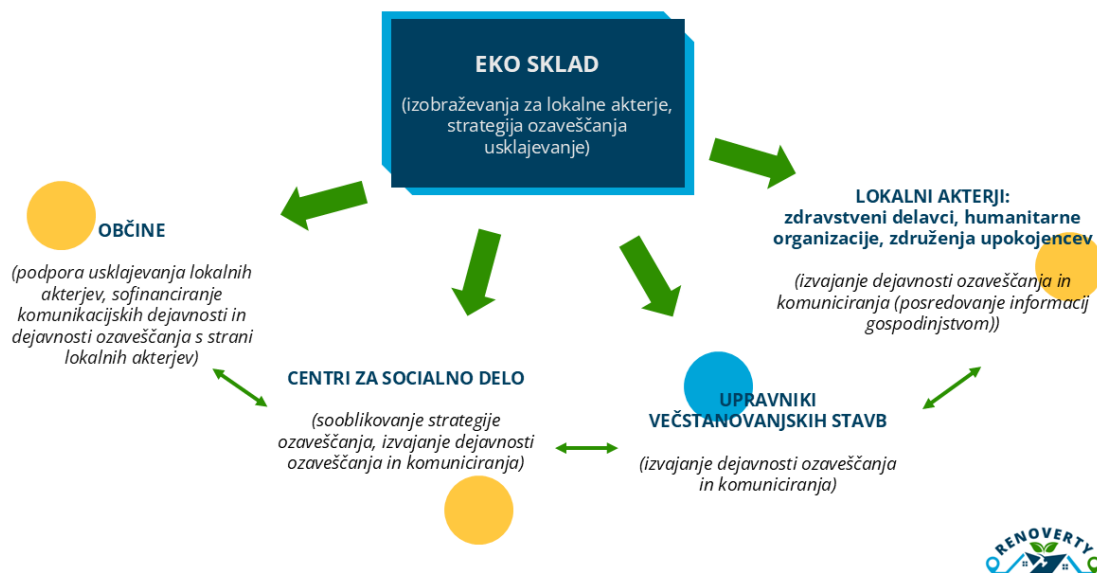 EKO SKLAD
(izobraževanja za lokalne akterje,
strategija ozaveščanja
usklajevanje)
OBČINE
(podpora usklajevanja lokalnih
akterjev, sofinanciranje
komunikacijskih dejavnosti in
dejavnosti ozaveščanja s strani
lokalnih akterjev)
CENTRI ZA SOCIALNO DELO
(sooblikovanje strategije
ozaveščanja, izvajanje dejavnosti
ozaveščanja in komuniciranja)
UPRAVNIKI
VEČSTANOVANJSKIH STAVB
(izvajanje dejavnosti ozaveščanja
in komuniciranja)
LOKALNI AKTERJI:
zdravstveni delavci, humanitarne
organizacije, združenja upokojencev
(izvajanje dejavnosti ozaveščanja in
komuniciranja (posredovanje informacij
gospodinjstvom))
RENOVERTY